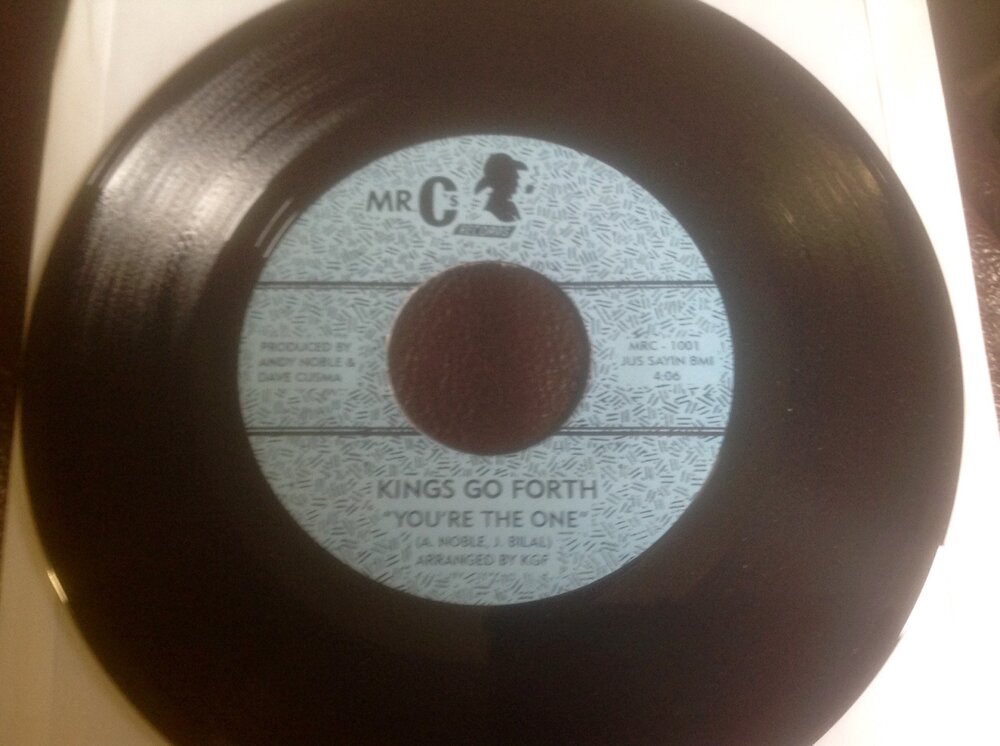 MR Cs
RECORDS
PRODUCED BY
ANDY NOBLE &
DAVE CUSMA
MRC - 1001
JUS SAYIN BMI
4:06
KINGS GO FORTH
"YOU'RE THE ONE"
(A. NOBLE, J. BILAL)
ARRANGED BY KGF